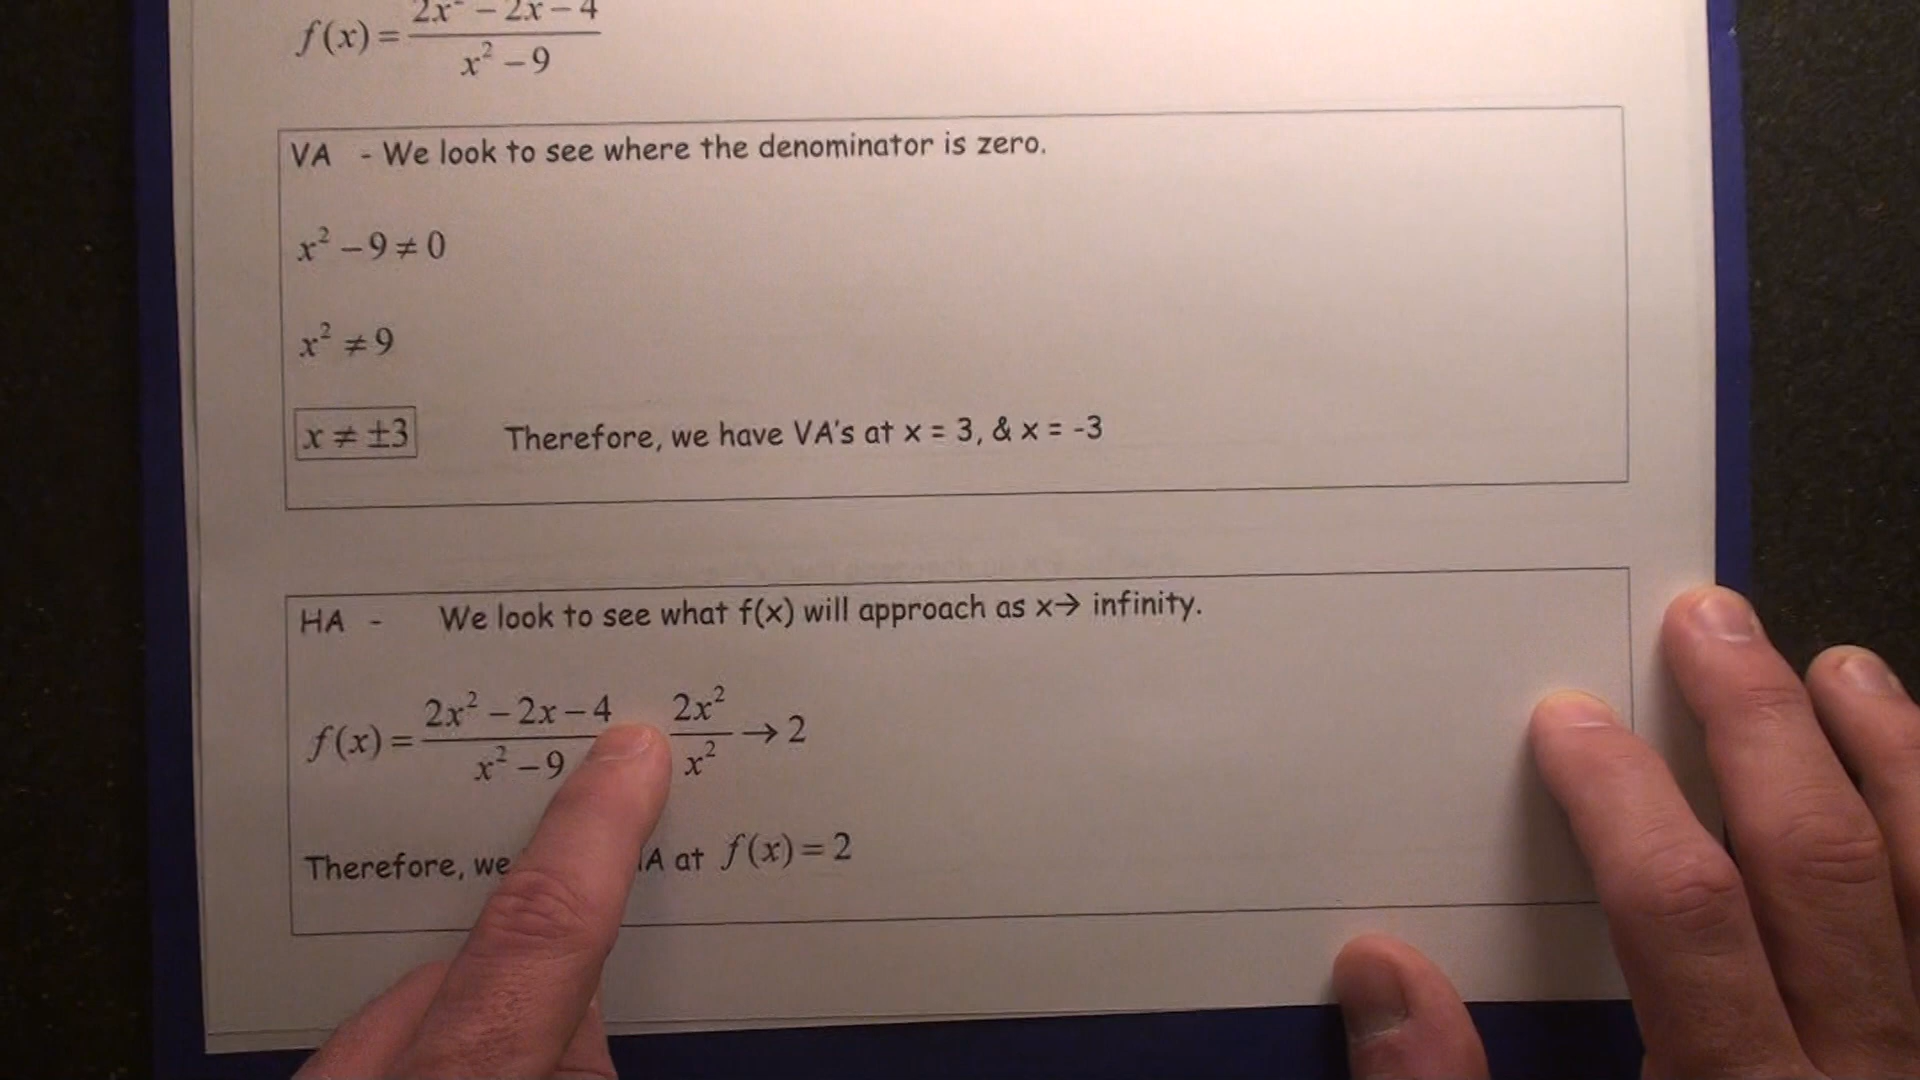 f(x) = (2x² − 2x − 4) / (x² − 9)
VA - We look to see where the denominator is zero.
x² − 9 ≠ 0
x² ≠ 9
x ≠ ±3 Therefore, we have VA's at x = 3, & x = -3
HA - We look to see what f(x) will approach as x→ infinity.
f(x) = (2x² − 2x − 4) / (x² − 9) 2x² / x² → 2
Therefore, we A at f(x) = 2